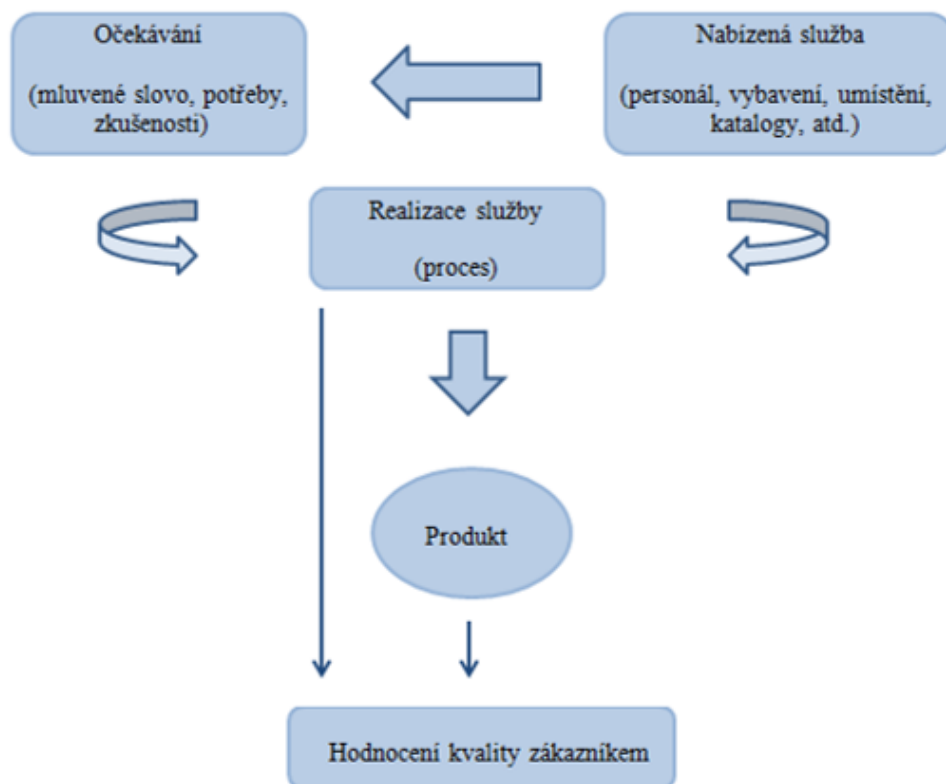 Očekávání
(mluvené slovo, potřeby,
zkušenosti)
Nabízená služba
(personál, vybavení, umístění,
katalogy, atd.)
Realizace služby
(proces)
Produkt
Hodnocení kvality zákazníkem